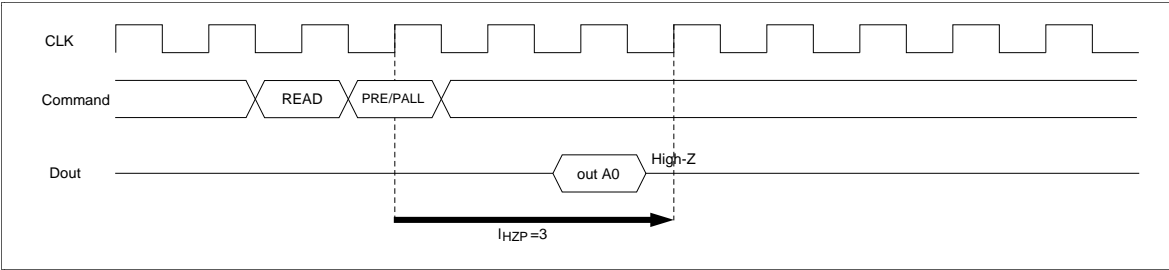 CLK
Command
READ
PRE/PALL
High-Z
Dout
out A0
lHZP=3